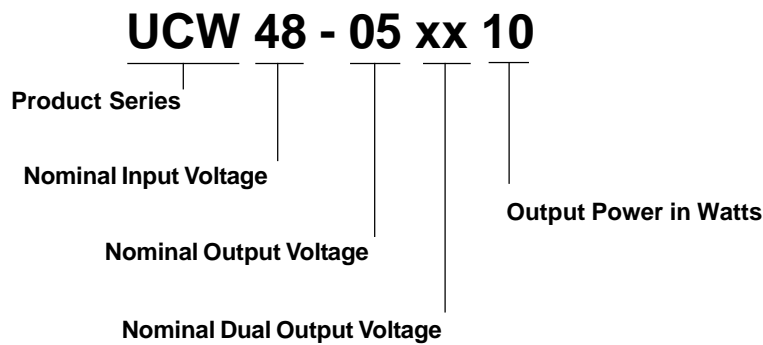 UCW 48 - 05 xx 10
Product Series
Nominal Input Voltage
Output Power in Watts
Nominal Output Voltage
Nominal Dual Output Voltage